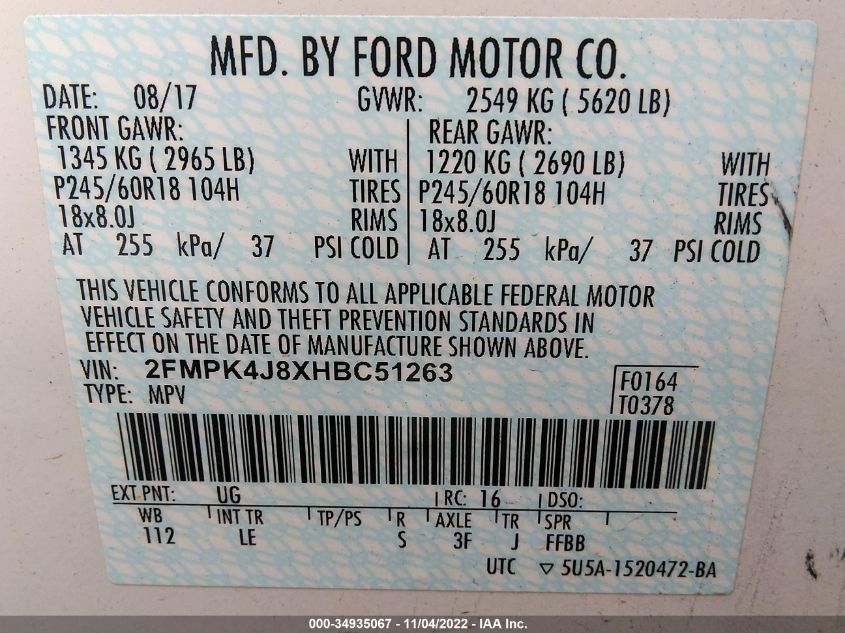 MFD. BY FORD MOTOR CO.
DATE: 08/17 GVWR: 2549 KG ( 5620 LB)
FRONT GAWR: REAR GAWR:
1345 KG ( 2965 LB) WITH 1220 KG ( 2690 LB) WITH
P245/60R18 104H TIRES P245/60R18 104H TIRES
18x8.0J RIMS 18x8.0J RIMS
AT 255 kPa/ 37 PSI COLD AT 255 kPa/ 37 PSI COLD
THIS VEHICLE CONFORMS TO ALL APPLICABLE FEDERAL MOTOR
VEHICLE SAFETY AND THEFT PREVENTION STANDARDS IN
EFFECT ON THE DATE OF MANUFACTURE SHOWN ABOVE.
VIN: 2FMPK4J8XHBC51263 F0164
TYPE: MPV T0378
EXT PNT: UG RC: 16 DSO:
WB INT TR TP/PS R AXLE TR SPR
112 LE S 3F J FFBB
UTC ▽ 5U5A-1520472-BA
000-34935067 - 11/04/2022 - IAA Inc.